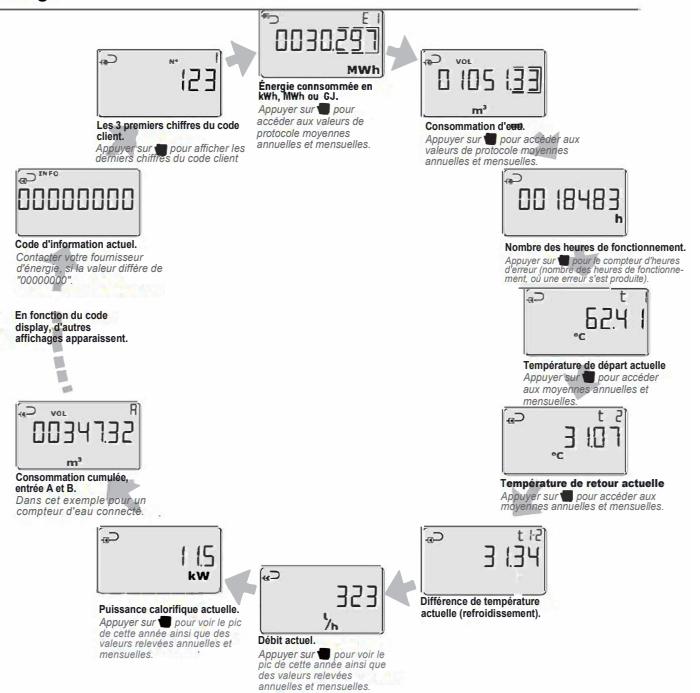 E1
0030.297
MWh
Énergie connsommée en
kWh, MWh ou GJ.
Appuyer sur pour
accéder aux valeurs de
protocole moyennes
annuelles et mensuelles.
VOL
01051.33
m³
Consommation d'eau.
Appuyer sur pour accéder aux
valeurs de protocole moyennes
annuelles et mensuelles.
0018483
h
Nombre des heures de fonctionnement.
Appuyer sur pour le compteur d'heures
d'erreur (nombre des heures de fonctionne-
ment, où une erreur s'est produite).
t 1
62.41
°C
Température de départ actuelle
Appuyer sur pour accéder
aux moyennes annuelles et
mensuelles.
t 2
31.07
°C
Température de retour actuelle
Appuyer sur pour accéder aux
moyennes annuelles et mensuelles.
t1-2
31.34
Différence de température
actuelle (refroidissement).
323
l/h
Débit actuel.
Appuyer sur pour voir le
pic de cette année ainsi que
des valeurs relevées
annuelles et mensuelles.
11.5
kW
Puissance calorifique actuelle.
Appuyer sur pour voir le pic
de cette année ainsi que des
valeurs relevées annuelles et
mensuelles.
VOL A
00347.32
m³
Consommation cumulée,
entrée A et B.
Dans cet exemple pour un
compteur d'eau connecté.
En fonction du code
display, d'autres
affichages apparaissent.
INFO
00000000
Code d'information actuel.
Contacter votre fournisseur
d'énergie, si la valeur diffère de
"00000000".
N° 1
123
Les 3 premiers chiffres du code
client.
Appuyer sur pour afficher les
derniers chiffres du code client